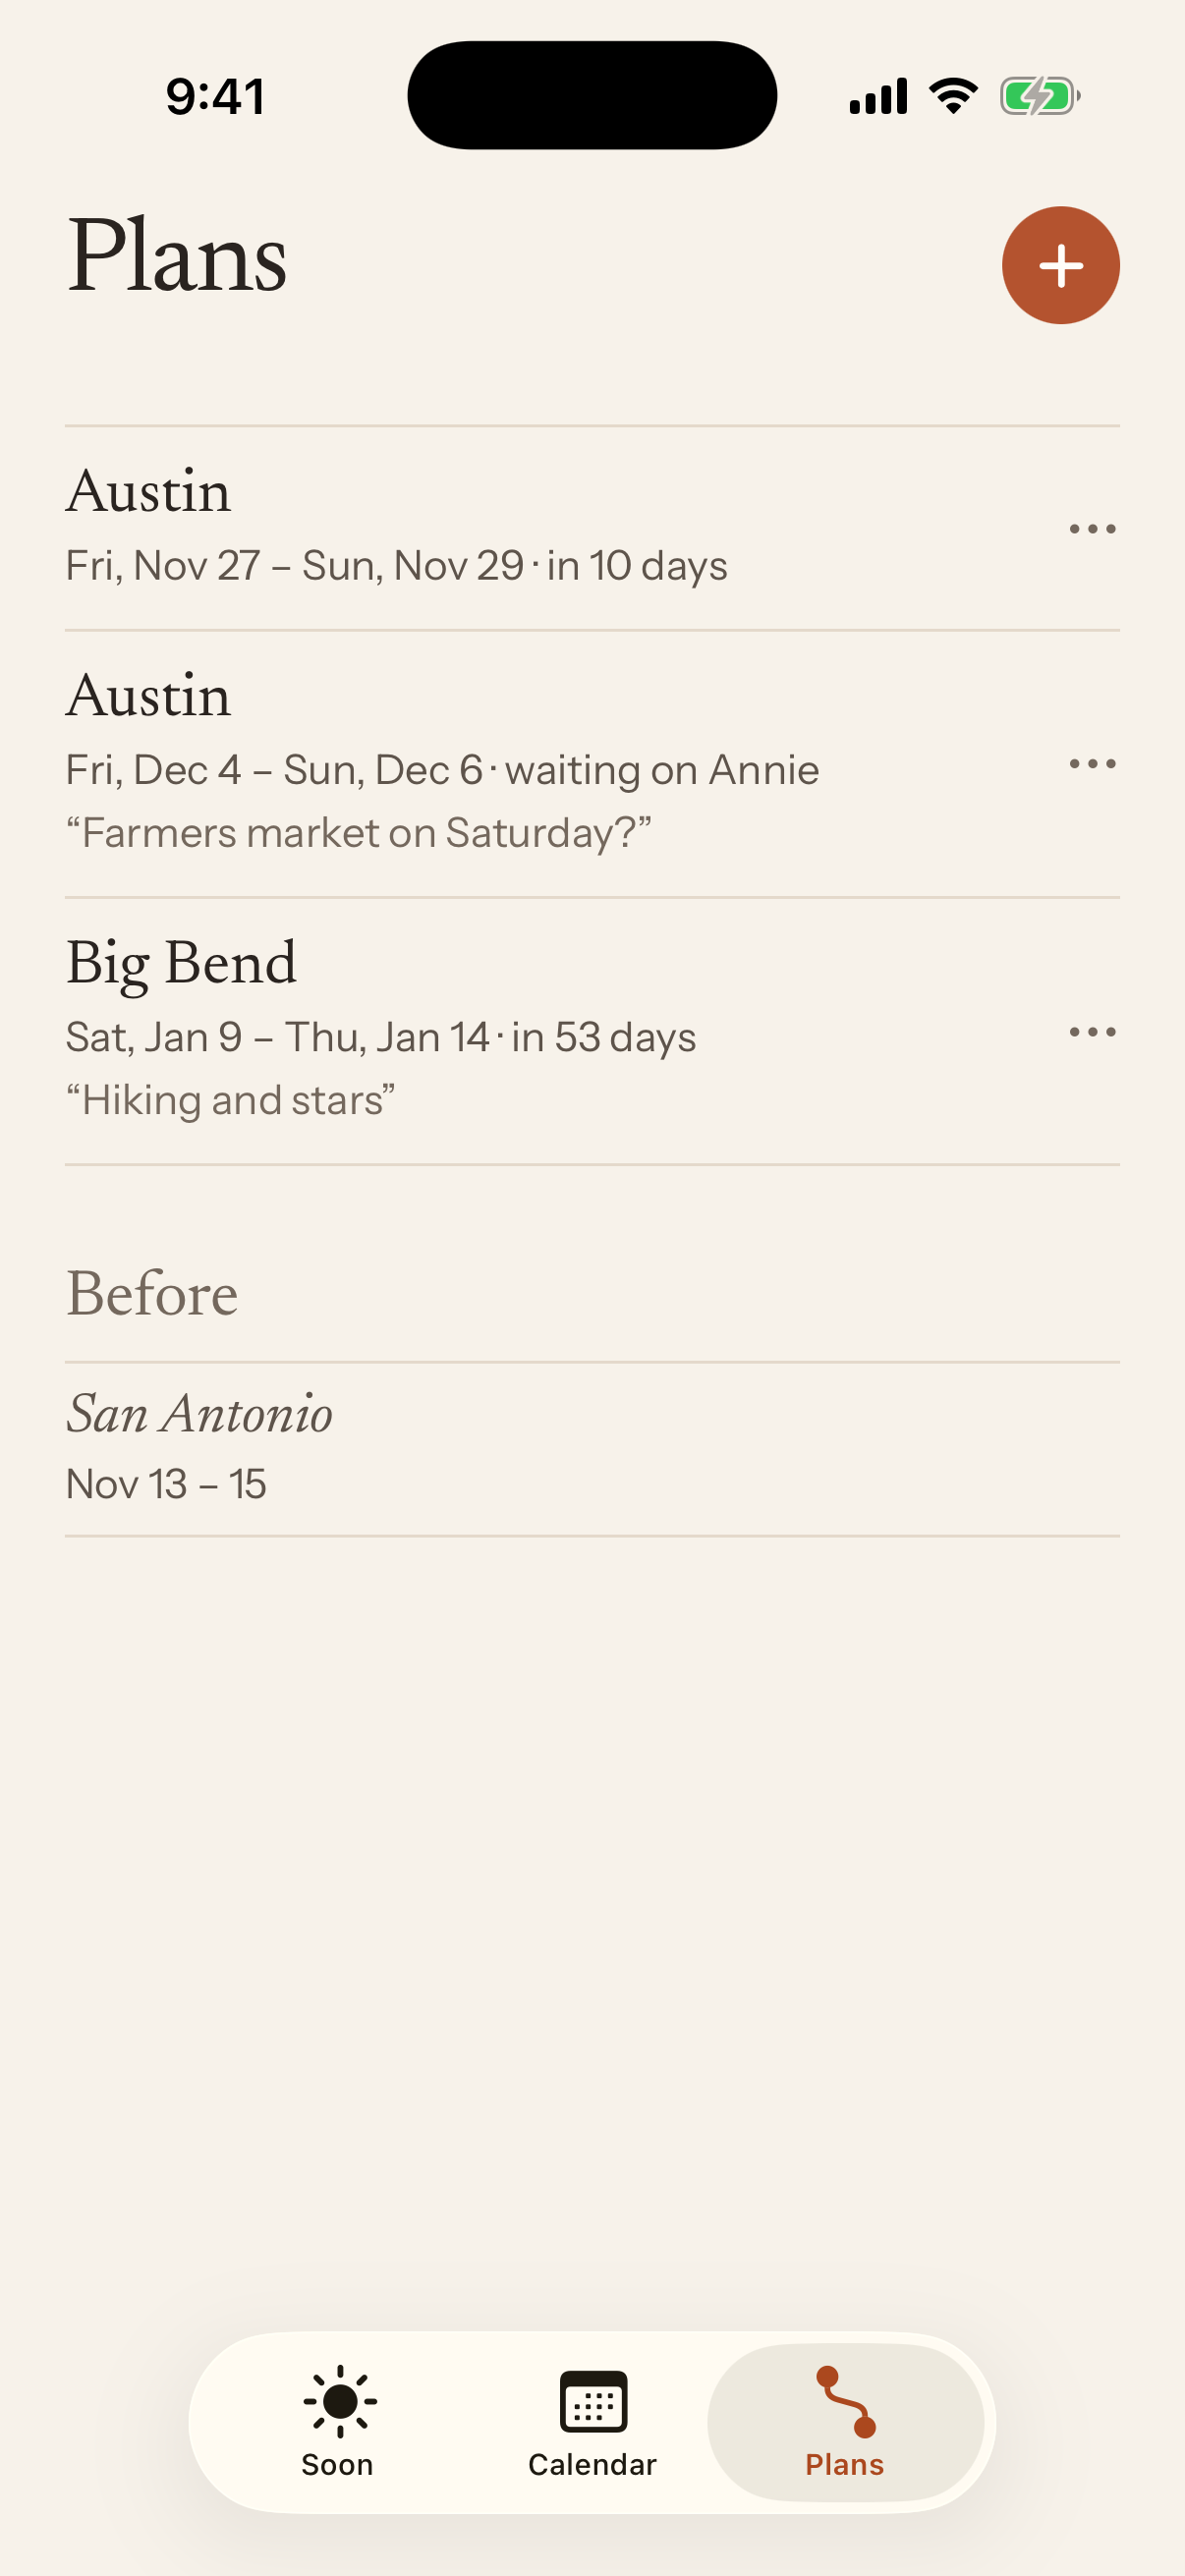 9:41
Plans
Austin
Fri, Nov 27 – Sun, Nov 29 · in 10 days
Austin
Fri, Dec 4 – Sun, Dec 6 · waiting on Annie
“Farmers market on Saturday?”
Big Bend
Sat, Jan 9 – Thu, Jan 14 · in 53 days
“Hiking and stars”
Before
San Antonio
Nov 13 – 15
Soon
Calendar
Plans